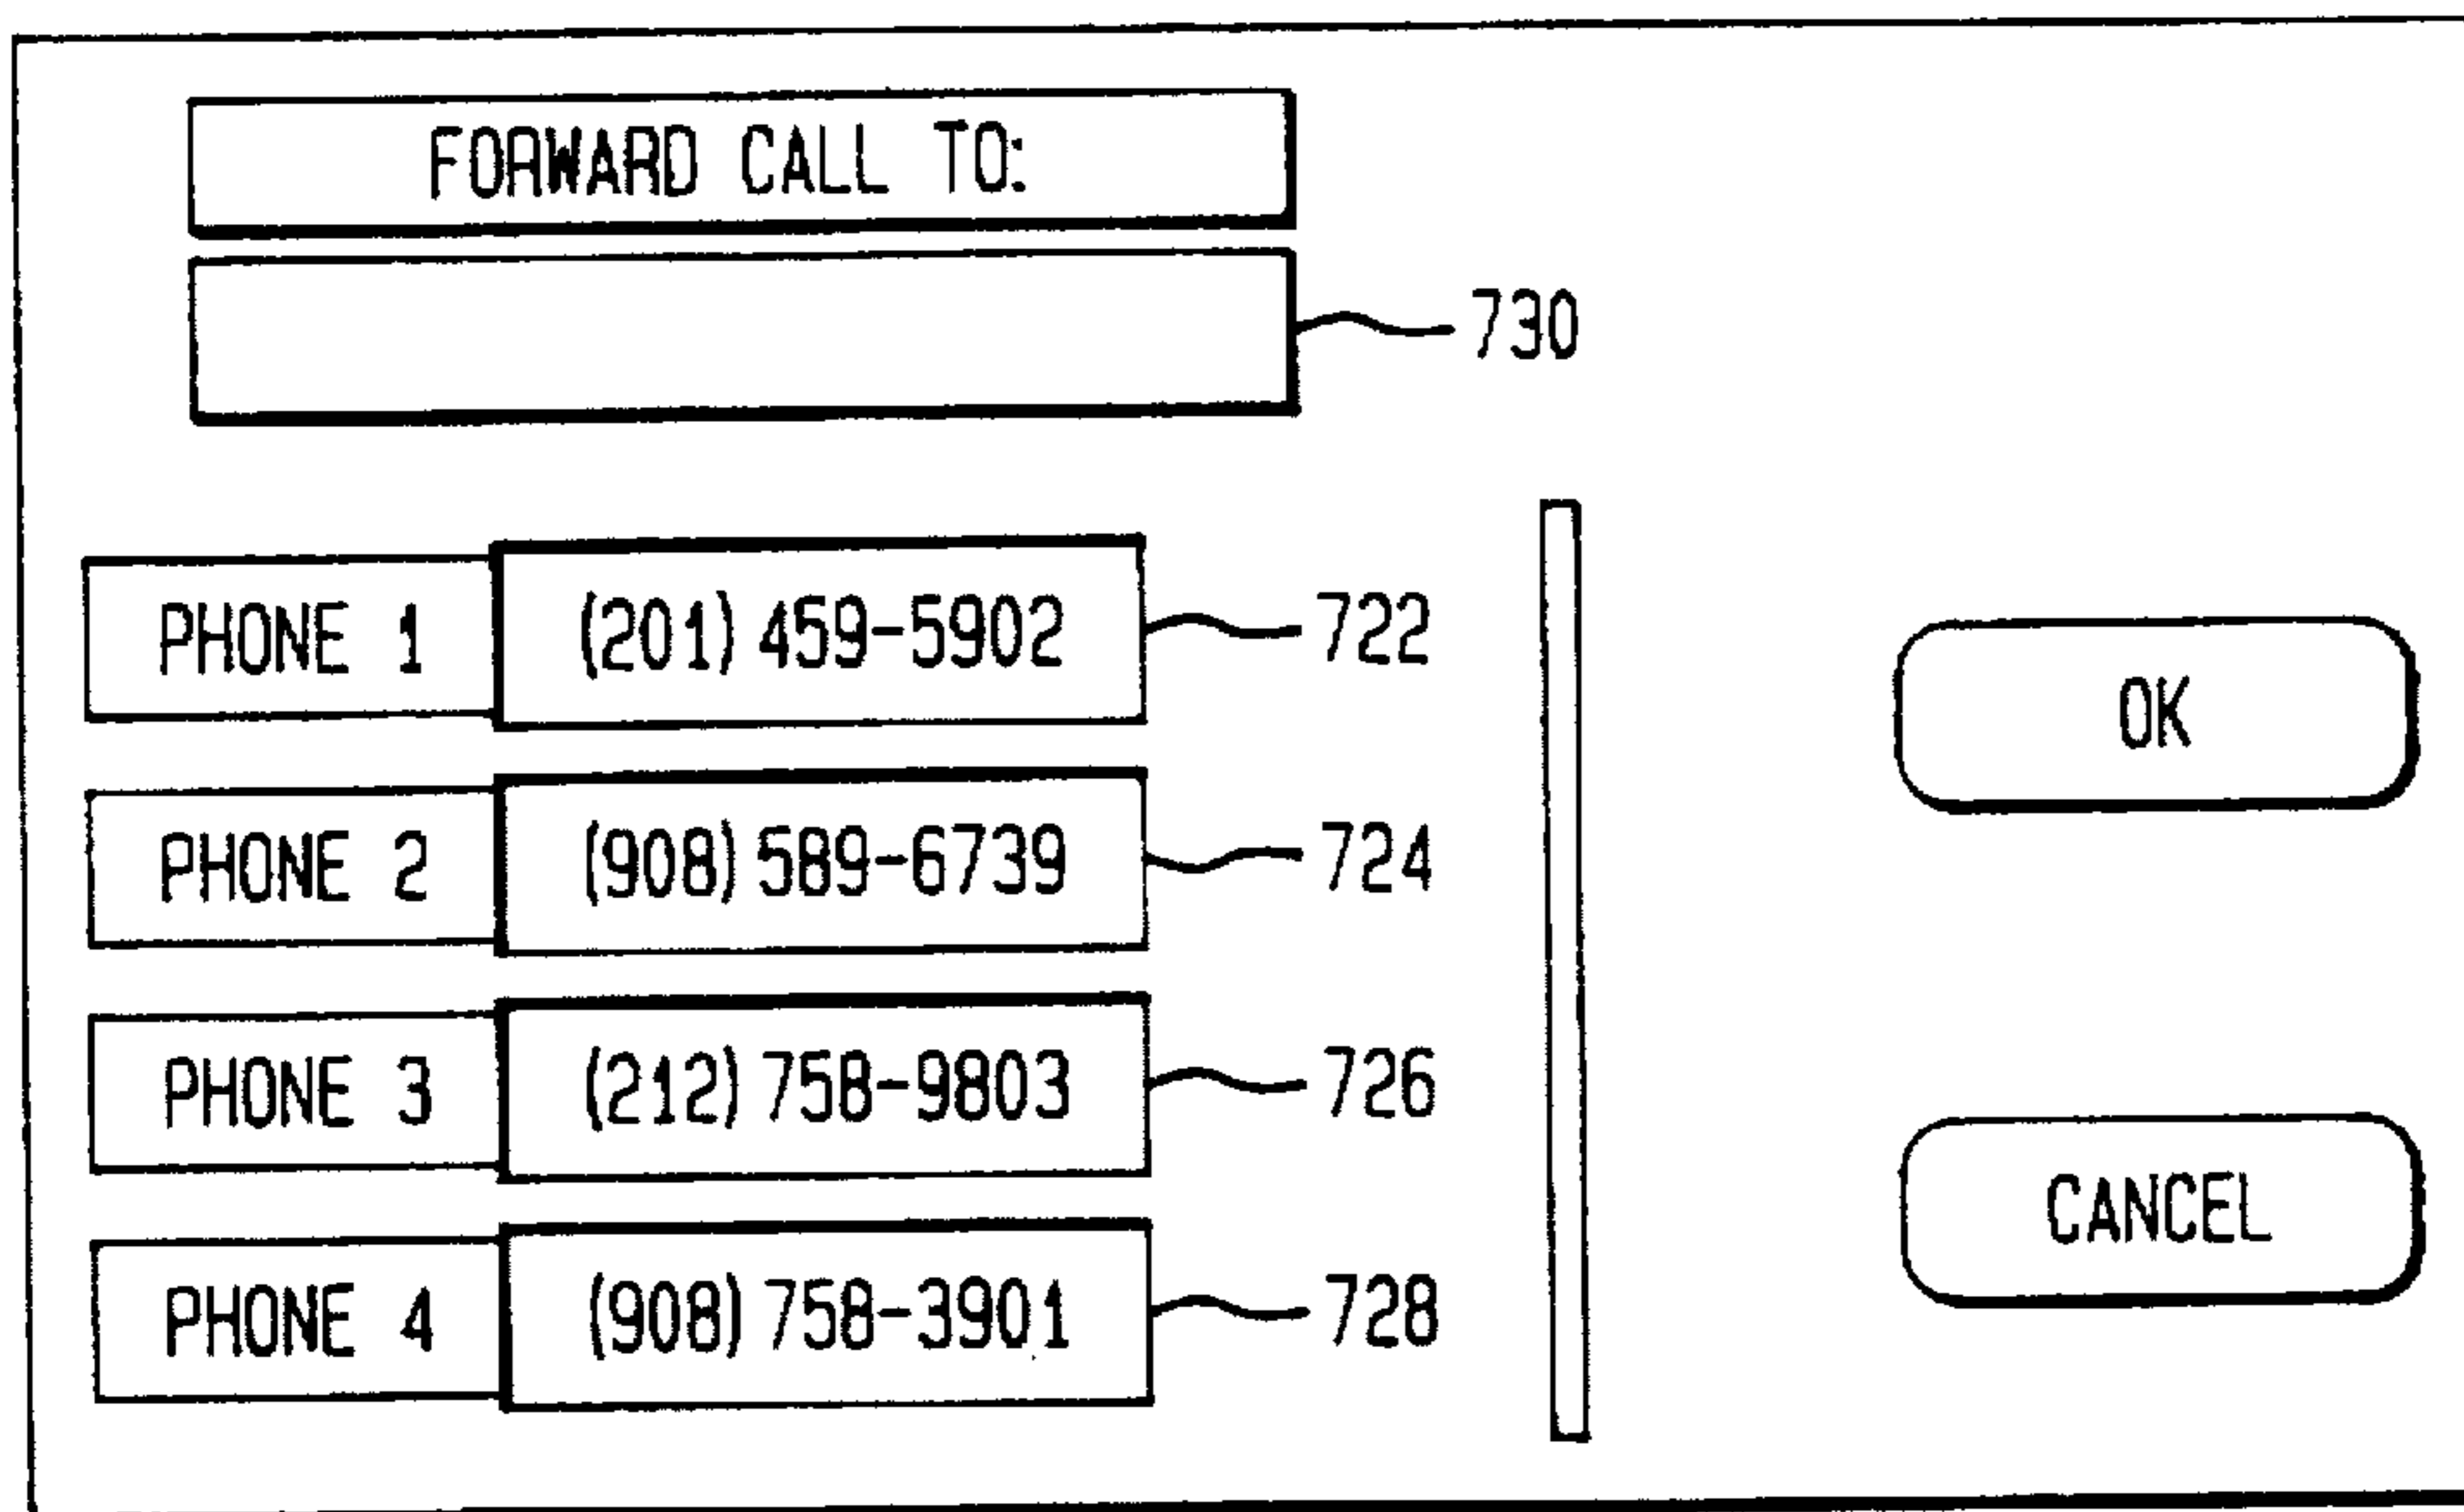 FORWARD CALL TO:
730
PHONE 1 (201) 459-5902 722
OK
PHONE 2 (908) 589-6739 724
PHONE 3 (212) 758-9803 726
CANCEL
PHONE 4 (908) 758-3901 728